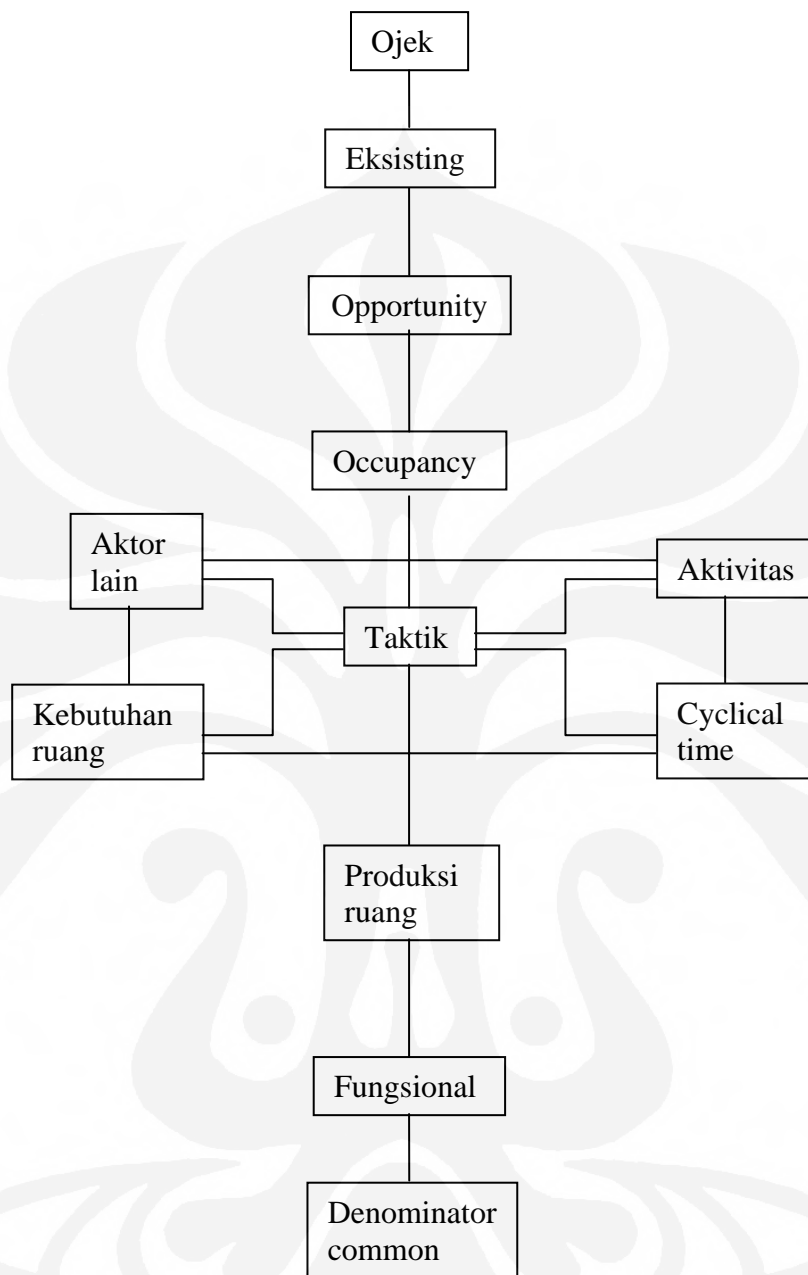 Ojek
Eksisting
Opportunity
Occupancy
Aktor
lain
Aktivitas
Taktik
Kebutuhan
ruang
Cyclical
time
Produksi
ruang
Fungsional
Denominator
common